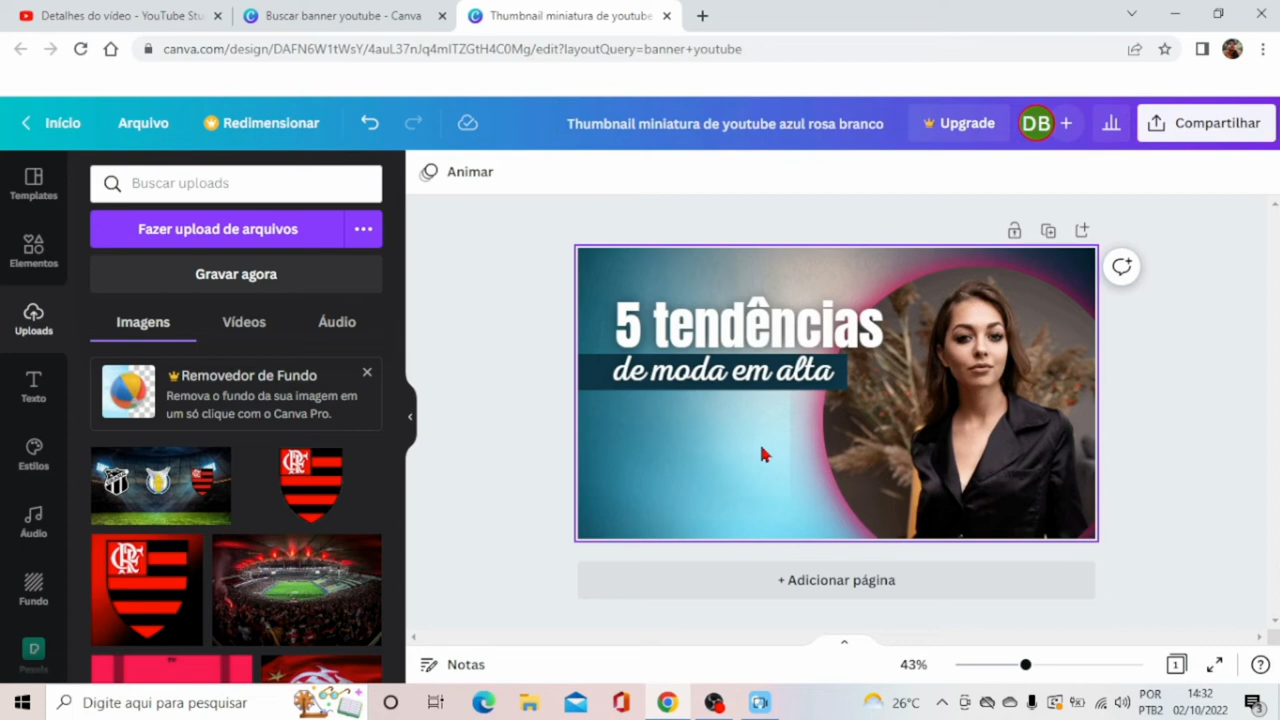 Detalhes do vídeo - YouTube Stu
Buscar banner youtube - Canva
Thumbnail miniatura de youtube
canva.com/design/DAFN6W1tWsY/4auL37nJq4mITZGtH4C0Mg/edit?layoutQuery=banner+youtube
Início
Arquivo
Redimensionar
Thumbnail miniatura de youtube azul rosa branco
Upgrade
DB
Compartilhar
Templates
Elementos
Uploads
Texto
Estilos
Áudio
Fundo
Pexels
Buscar uploads
Fazer upload de arquivos
Gravar agora
Imagens
Vídeos
Áudio
Removedor de Fundo
Remova o fundo da sua imagem em
um só clique com o Canva Pro.
Animar
5 tendências
de moda em alta
+ Adicionar página
Notas
43%
1
Digite aqui para pesquisar
26°C
POR
PTB2
14:32
02/10/2022
3